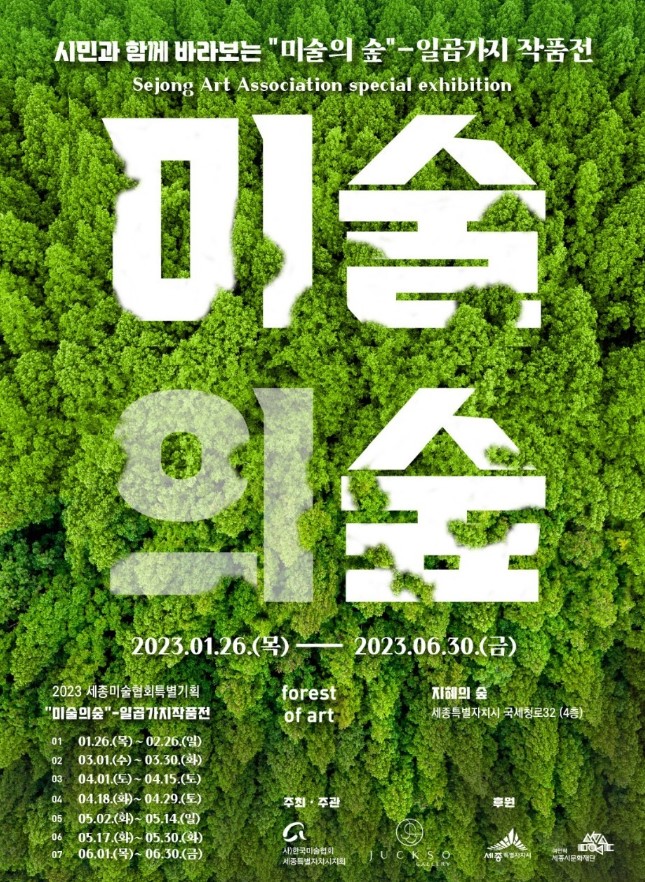 시민과 함께 바라보는 "미술의 숲"-일곱가지 작품전
Sejong Art Association special exhibition
미술
의숲
2023.01.26.(목) 2023.06.30.(금)
2023 세종미술협회특별기획
"미술의숲"-일곱가지작품전
01 01.26.(목) ~ 02.26.(일)
02 03.01.(수) ~ 03.30.(화)
03 04.01.(토) ~ 04.15.(토)
04 04.18.(화) ~ 04.29.(토)
05 05.02.(화) ~ 05.14.(일)
06 05.17.(화) ~ 05.30.(화)
07 06.01.(목) ~ 06.30.(금)
forest
of art
지혜의 숲
세종특별자치시 국세청로32 (4층)
주최·주관
사)한국미술협회
세종특별자치시지회
JUCKSO
GALLERY
후원
세종특별자치시
세종시문화재단